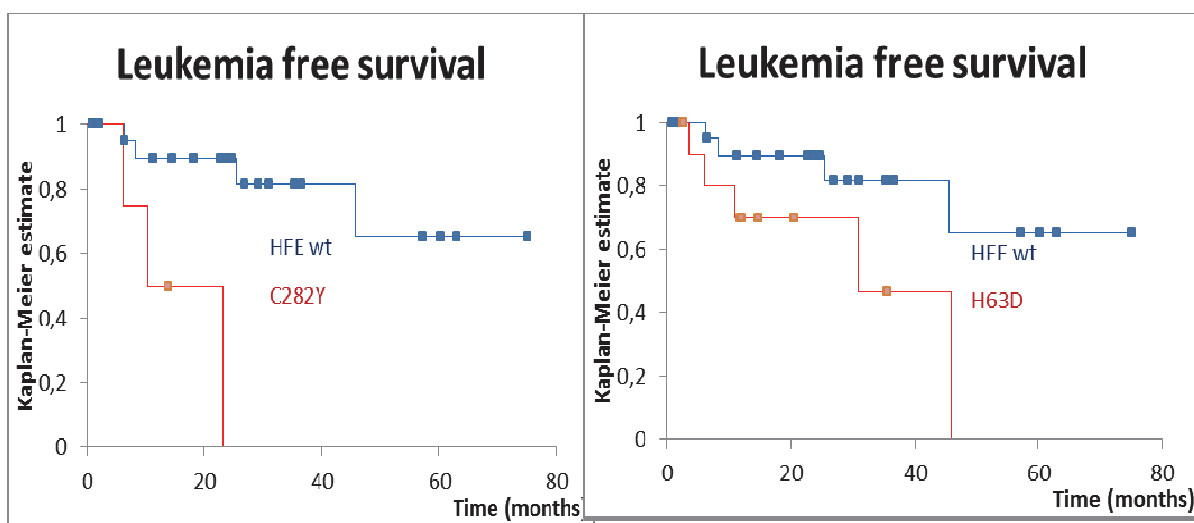 Leukemia free survival
Kaplan-Meier estimate
1
0,8
0,6
0,4
0,2
0
HFE wt
C282Y
0 20 40 60 80
Time (months)
Leukemia free survival
Kaplan-Meier estimate
1
0,8
0,6
0,4
0,2
0
HFE wt
H63D
0 20 40 60 80
Time (months)